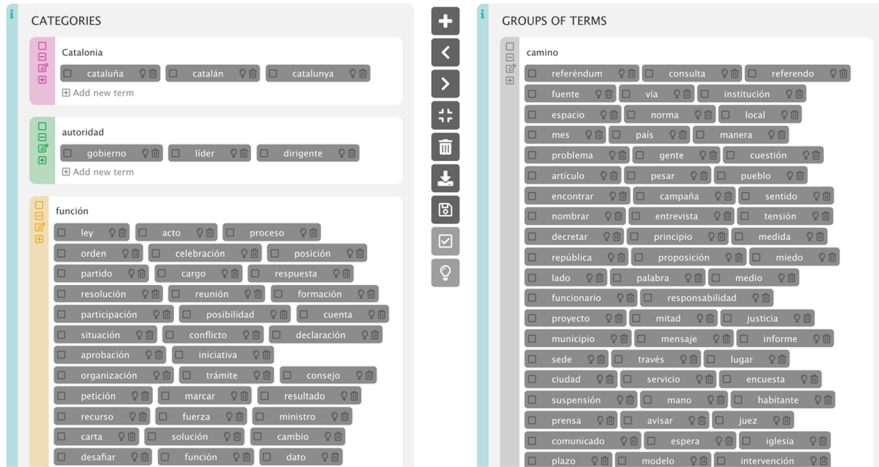 CATEGORIES
Catalonia
cataluña catalán catalunya
Add new term
autoridad
gobierno líder dirigente
Add new term
función
ley acto proceso
orden celebración posición
partido cargo respuesta
resolución reunión formación
participación posibilidad cuenta
situación conflicto declaración
aprobación iniciativa
organización trámite consejo
petición marcar resultado
recurso fuerza ministro
carta solución cambio
desafiar función dato
GROUPS OF TERMS
camino
referéndum consulta referendo
fuente vía institución
espacio norma local
mes país manera
problema gente cuestión
artículo pesar pueblo
encontrar campaña sentido
nombrar entrevista tensión
decretar principio medida
república proposición miedo
lado palabra medio
funcionario responsabilidad
proyecto mitad justicia
municipio mensaje informe
sede través lugar
ciudad servicio encuesta
suspensión mano habitante
prensa avisar juez
comunicado espera iglesia
plazo modelo intervención